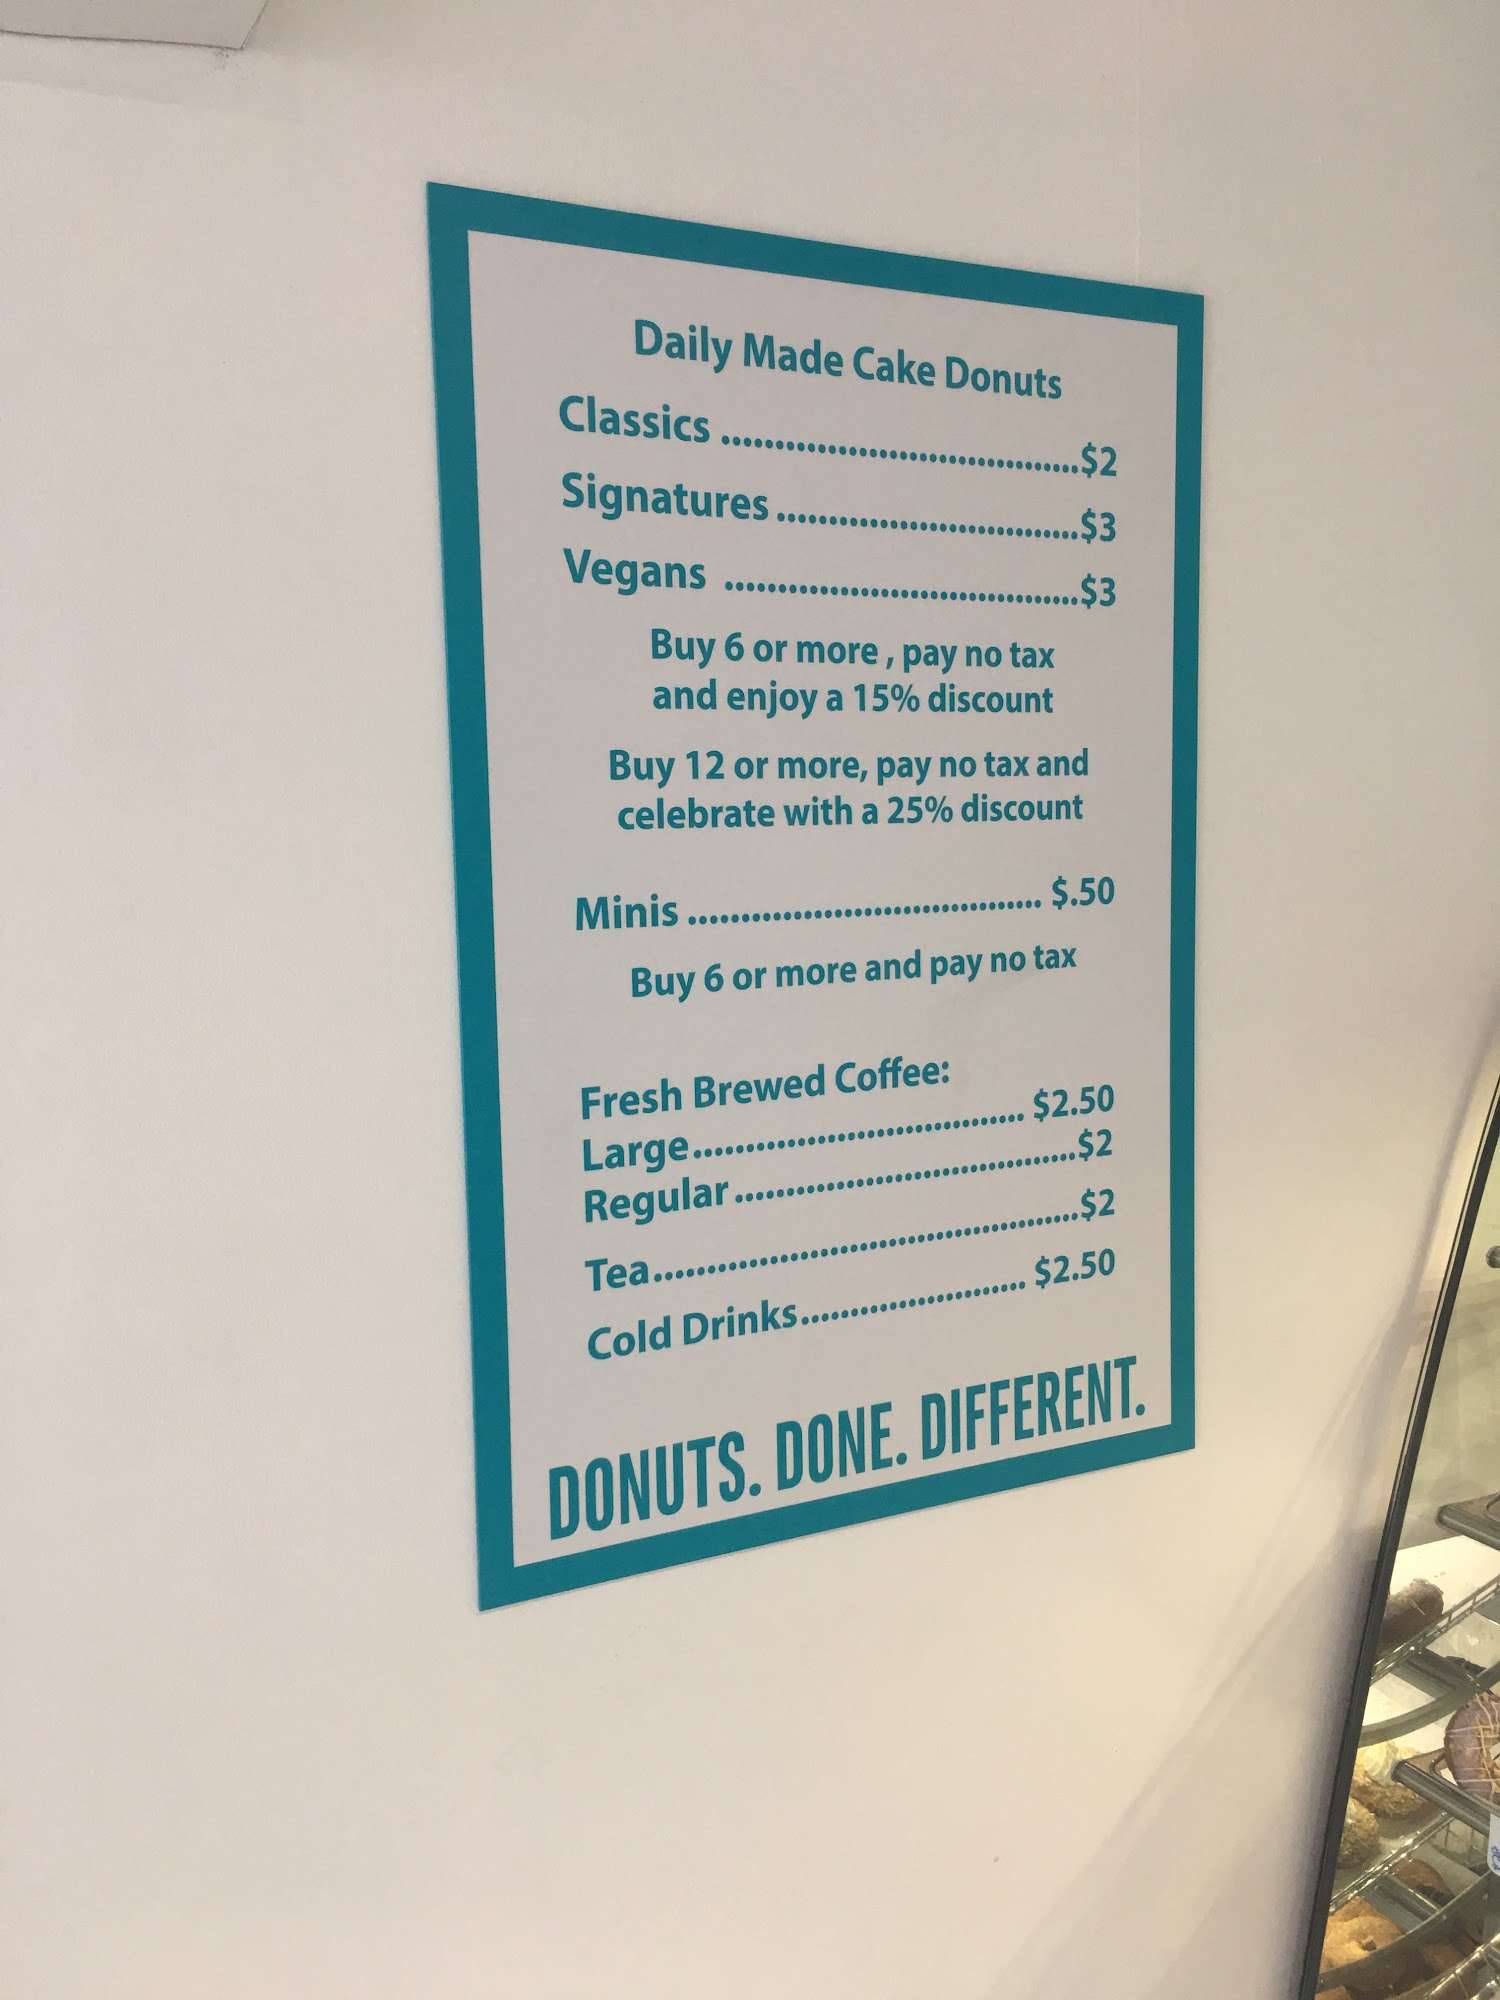 Daily Made Cake Donuts
Classics ....................................$2
Signatures..............................$3
Vegans ...................................$3
Buy 6 or more , pay no tax
and enjoy a 15% discount
Buy 12 or more, pay no tax and
celebrate with a 25% discount
Minis ................................... $.50
Buy 6 or more and pay no tax
Fresh Brewed Coffee:
Large................................. $2.50
Regular..................................$2
Tea..........................................$2
Cold Drinks....................... $2.50
DONUTS. DONE. DIFFERENT.